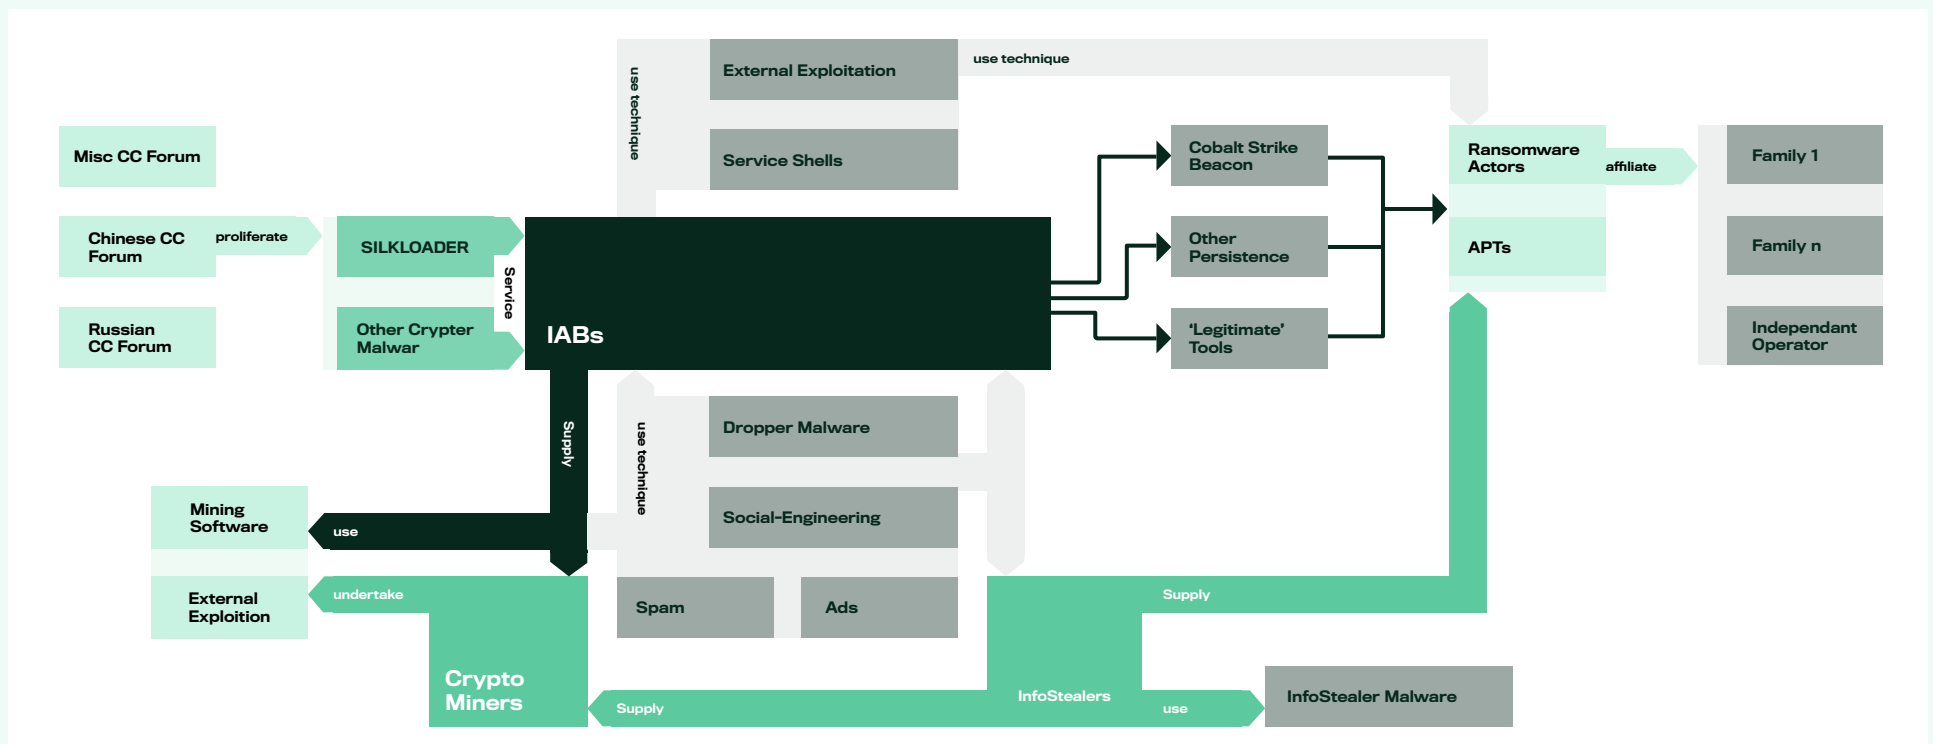 use technique
External Exploitation
use technique
Service Shells
Misc CC Forum
Chinese CC
Forum
proliferate
Russian
CC Forum
SILKLOADER
Other Crypter
Malwar
Service
IABs
Cobalt Strike
Beacon
Other
Persistence
‘Legitimate’
Tools
Ransomware
Actors
affiliate
APTs
Family 1
Family n
Independant
Operator
Supply
use technique
Dropper Malware
Social-Engineering
Spam
Ads
Mining
Software
use
External
Exploition
undertake
Crypto
Miners
Supply
InfoStealers
Supply
use
InfoStealer Malware